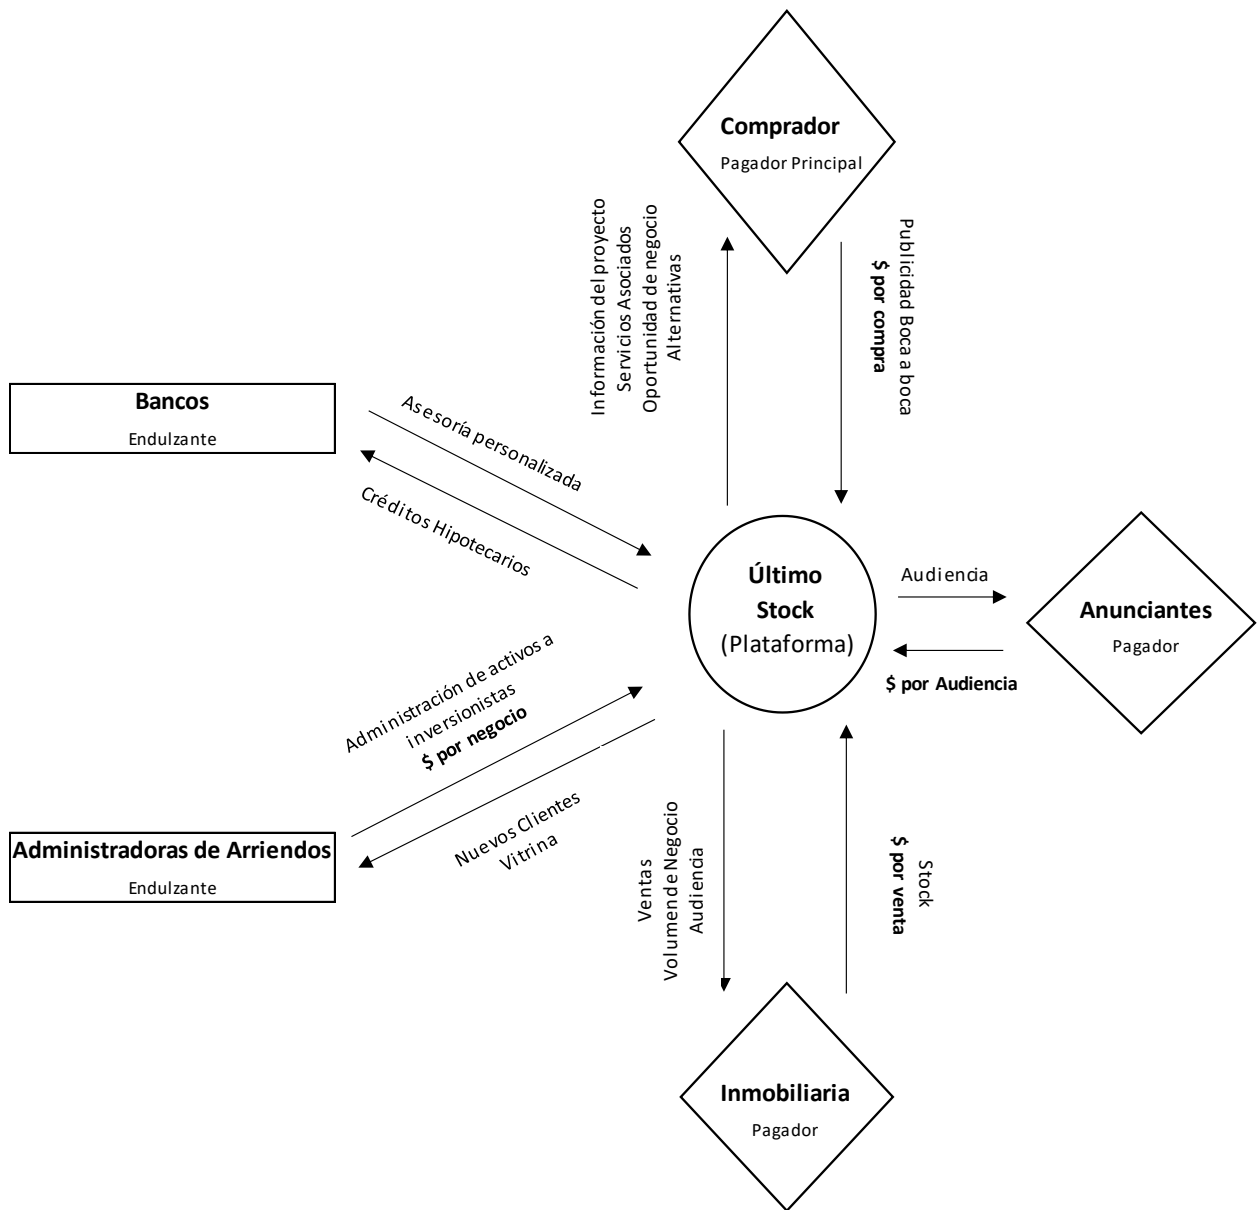 Comprador
Pagador Principal
Información del proyecto
Servicios Asociados
Oportunidad de negocio
Alternativas
Publicidad Boca a boca
$ por compra
Bancos
Endulzante
Asesoría personalizada
Créditos Hipotecarios
Último
Stock
(Plataforma)
Audiencia
$ por Audiencia
Anunciantes
Pagador
Administración de activos a
inversionistas
$ por negocio
Nuevos Clientes
Vitrina
Administradoras de Arriendos
Endulzante
Ventas
Volumen de Negocio
Audiencia
Stock
$ por venta
Inmobiliaria
Pagador